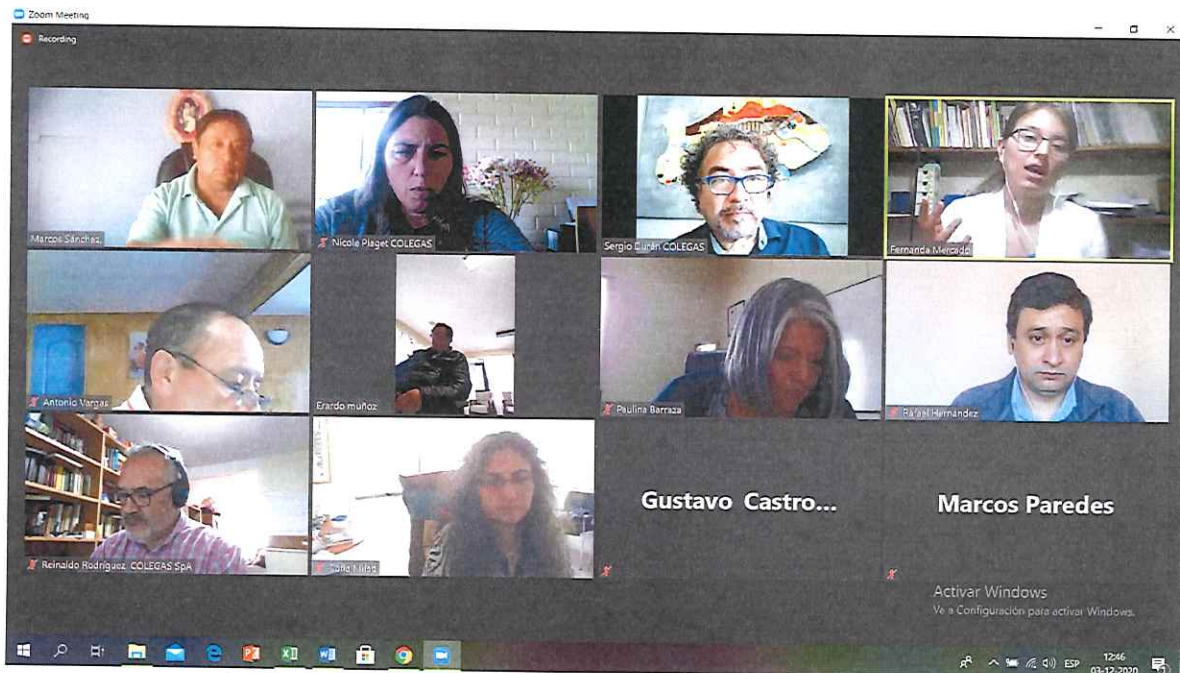 Zoom Meeting
Recording
Marcos Sánchez,
Nicole Piaget COLEGAS
Sergio Durán COLEGAS
Fernanda Mercado
Antonio Vargas
Erardo muñoz
Paulina Barraza
Rafael Hernández
Reinaldo Rodríguez COLEGAS SpA
Gustavo Castro...
Marcos Paredes
Activar Windows
Ve a Configuración para activar Windows.
ESP
12:46
03-12-2020